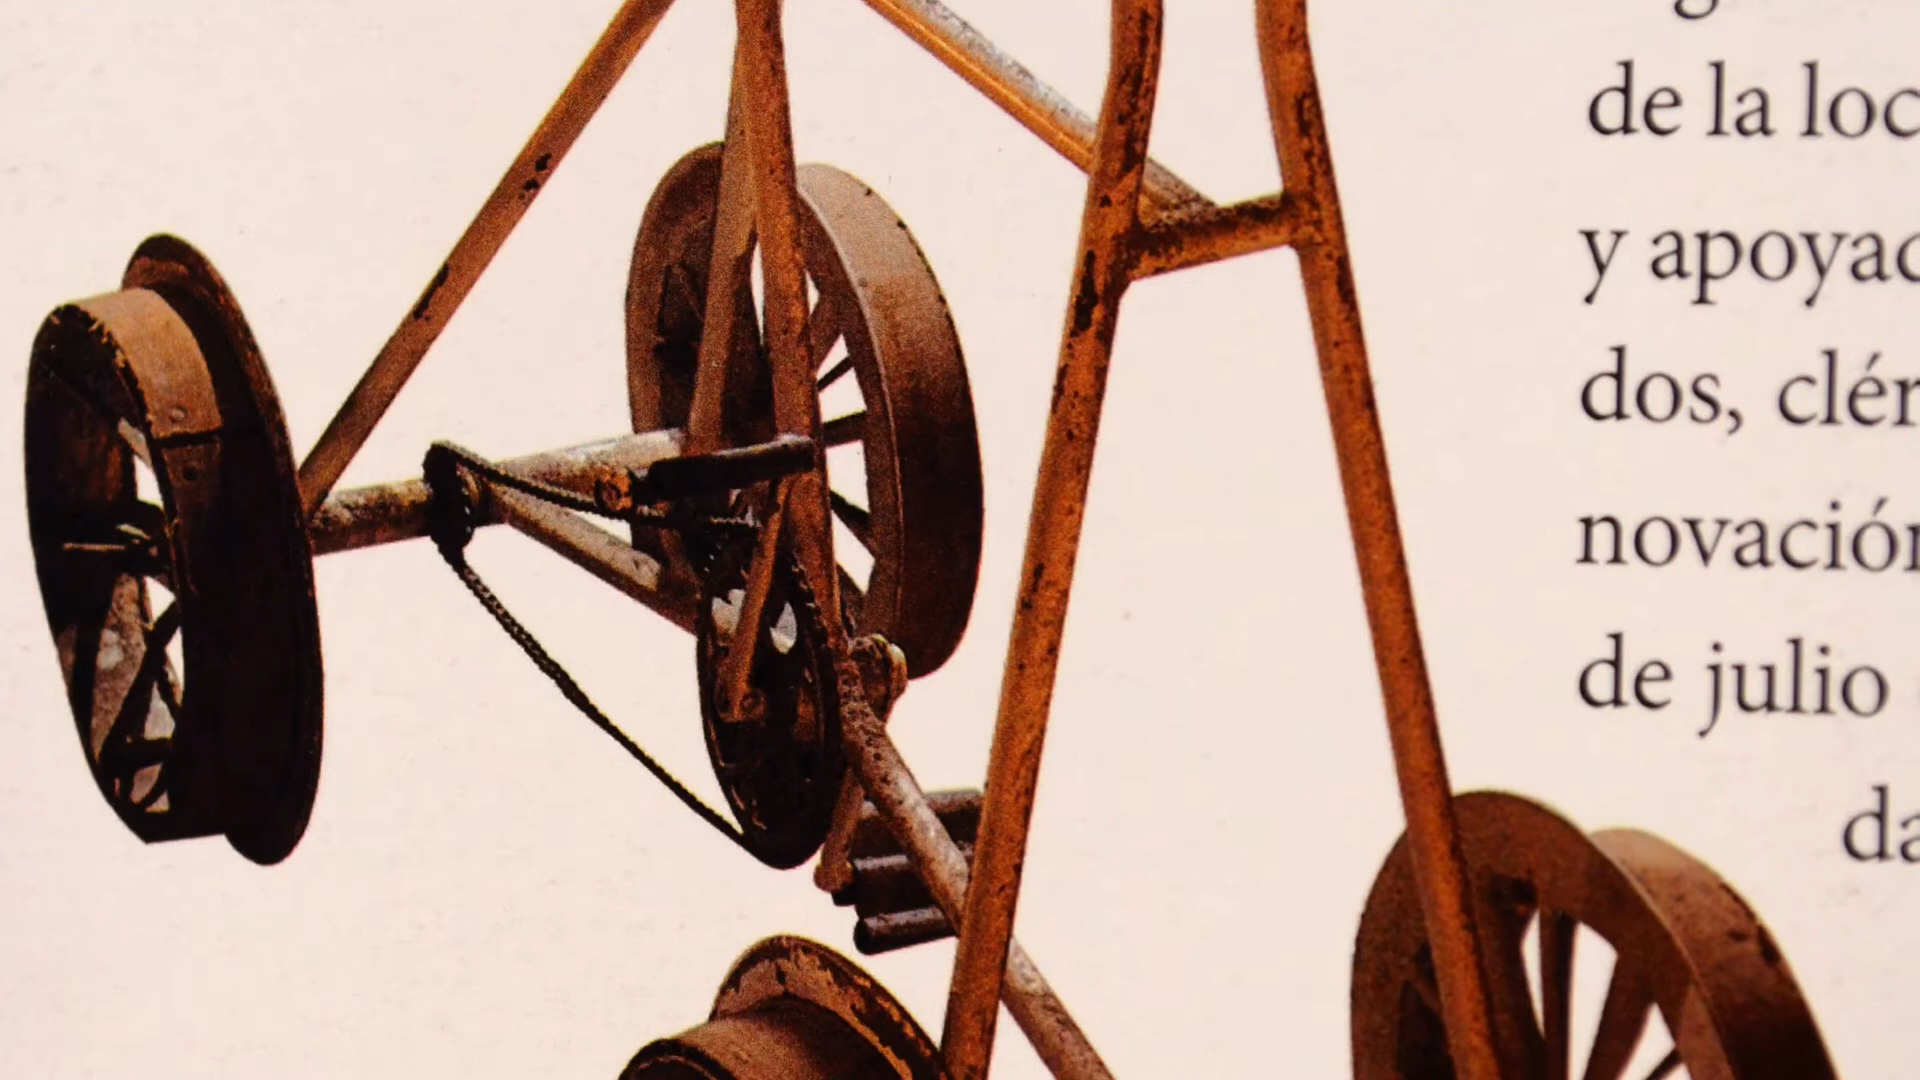 de la loc
y apoyad
dos, clér
novación
de julio
da